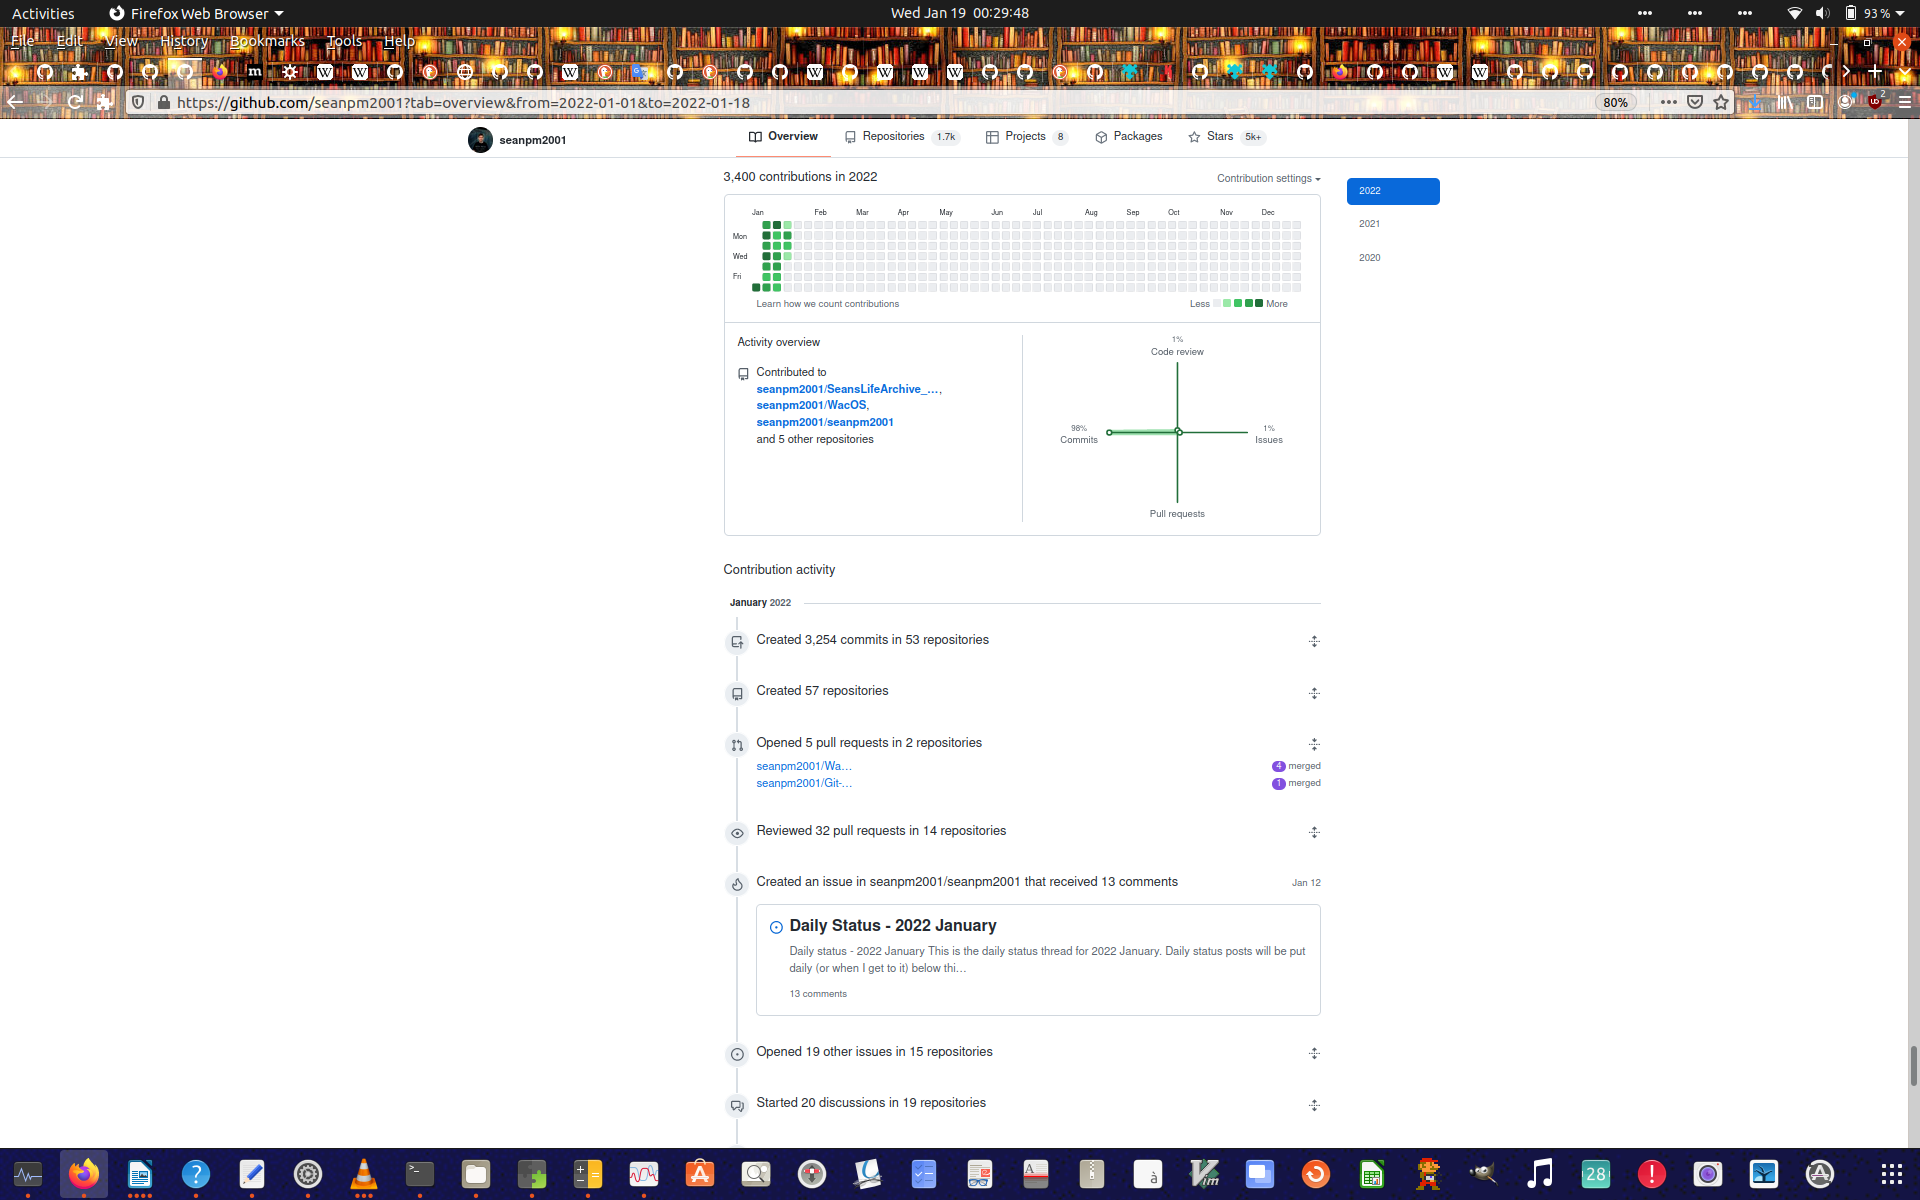 Activities Firefox Web Browser Wed Jan 19 00:29:48 93 %
File Edit View History Bookmarks Tools Help
https://github.com/seanpm2001?tab=overview&from=2022-01-01&to=2022-01-18 80% 2
seanpm2001 Overview Repositories 1.7k Projects 8 Packages Stars 5k+
3,400 contributions in 2022 Contribution settings
2022
2021
2020
Jan Feb Mar Apr May Jun Jul Aug Sep Oct Nov Dec
Mon
Wed
Fri
Learn how we count contributions Less More
Activity overview
Contributed to
seanpm2001/SeansLifeArchive_...,
seanpm2001/WacOS,
seanpm2001/seanpm2001
and 5 other repositories
1%
Code review
98%
Commits
1%
Issues
Pull requests
Contribution activity
January 2022
Created 3,254 commits in 53 repositories
Created 57 repositories
Opened 5 pull requests in 2 repositories
seanpm2001/Wa... 4 merged
seanpm2001/Git-... 1 merged
Reviewed 32 pull requests in 14 repositories
Created an issue in seanpm2001/seanpm2001 that received 13 comments Jan 12
Daily Status - 2022 January
Daily status - 2022 January This is the daily status thread for 2022 January. Daily status posts will be put
daily (or when I get to it) below thi...
13 comments
Opened 19 other issues in 15 repositories
Started 20 discussions in 19 repositories
28